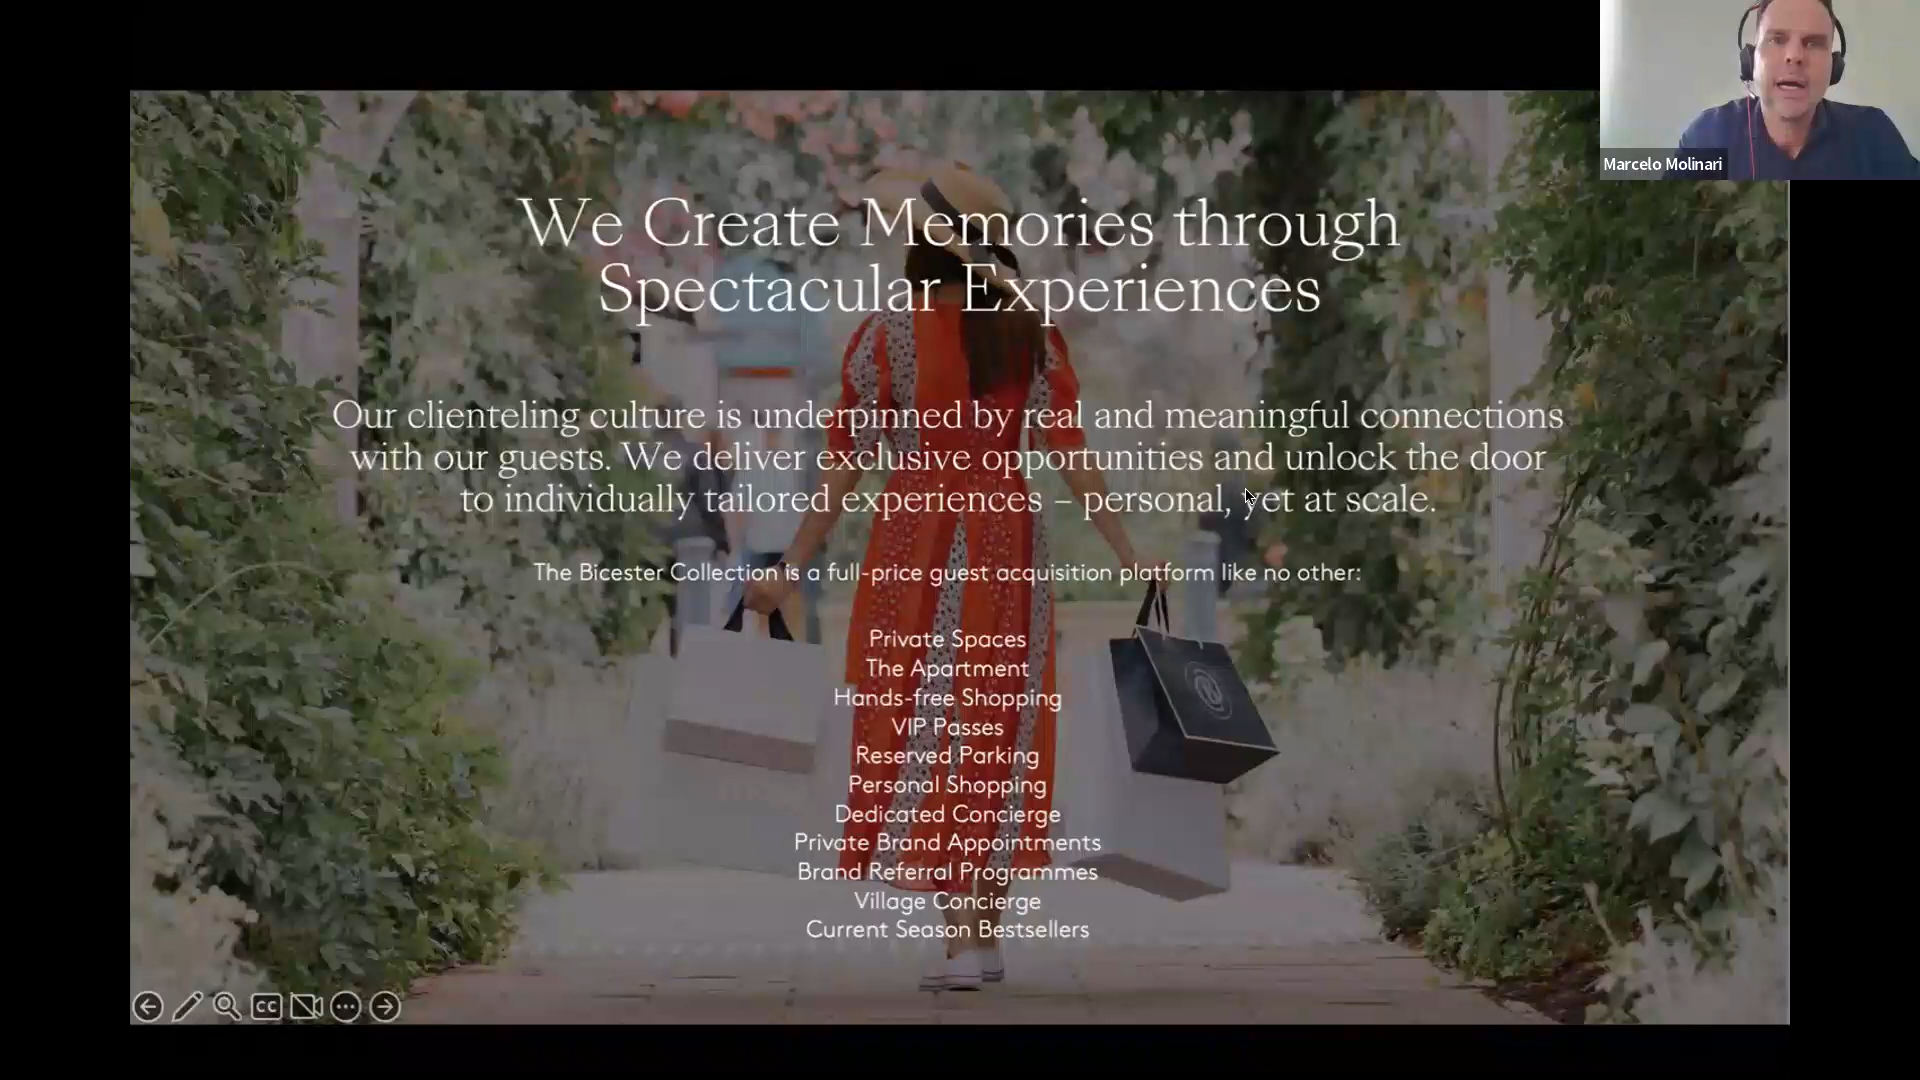 Marcelo Molinari
We Create Memories through
Spectacular Experiences
Our clienteling culture is underpinned by real and meaningful connections
with our guests. We deliver exclusive opportunities and unlock the door
to individually tailored experiences – personal, yet at scale.
The Bicester Collection is a full-price guest acquisition platform like no other:
Private Spaces
The Apartment
Hands-free Shopping
VIP Passes
Reserved Parking
Personal Shopping
Dedicated Concierge
Private Brand Appointments
Brand Referral Programmes
Village Concierge
Current Season Bestsellers
CC